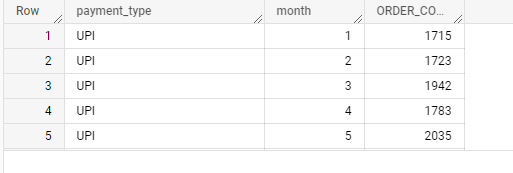 Row payment_type month ORDER_CO...
1 UPI 1 1715
2 UPI 2 1723
3 UPI 3 1942
4 UPI 4 1783
5 UPI 5 2035